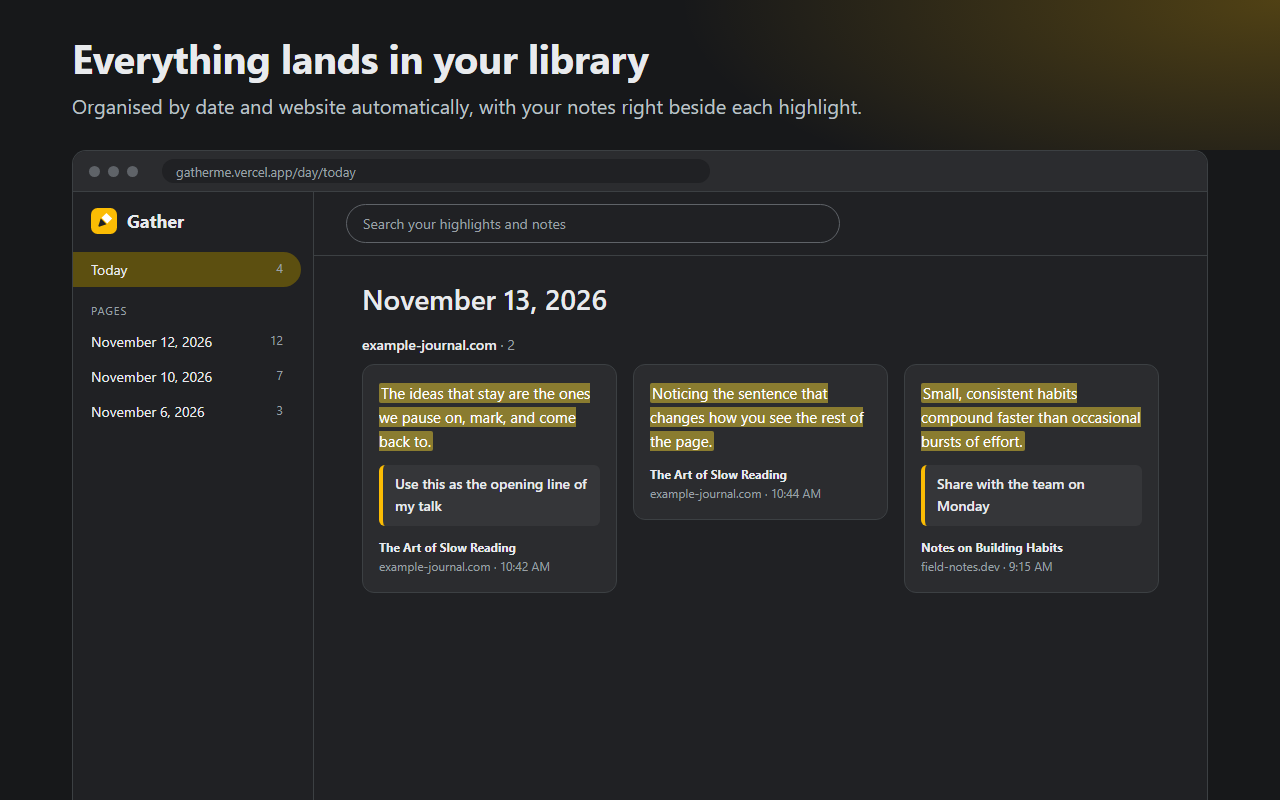 Everything lands in your library
Organised by date and website automatically, with your notes right beside each highlight.
gatherme.vercel.app/day/today
Gather
Search your highlights and notes
Today 4
PAGES
November 12, 2026 12
November 10, 2026 7
November 6, 2026 3
November 13, 2026
example-journal.com · 2
The ideas that stay are the ones
we pause on, mark, and come
back to.
Use this as the opening line of
my talk
The Art of Slow Reading
example-journal.com · 10:42 AM
Noticing the sentence that
changes how you see the rest of
the page.
The Art of Slow Reading
example-journal.com · 10:44 AM
Small, consistent habits
compound faster than occasional
bursts of effort.
Share with the team on
Monday
Notes on Building Habits
field-notes.dev · 9:15 AM